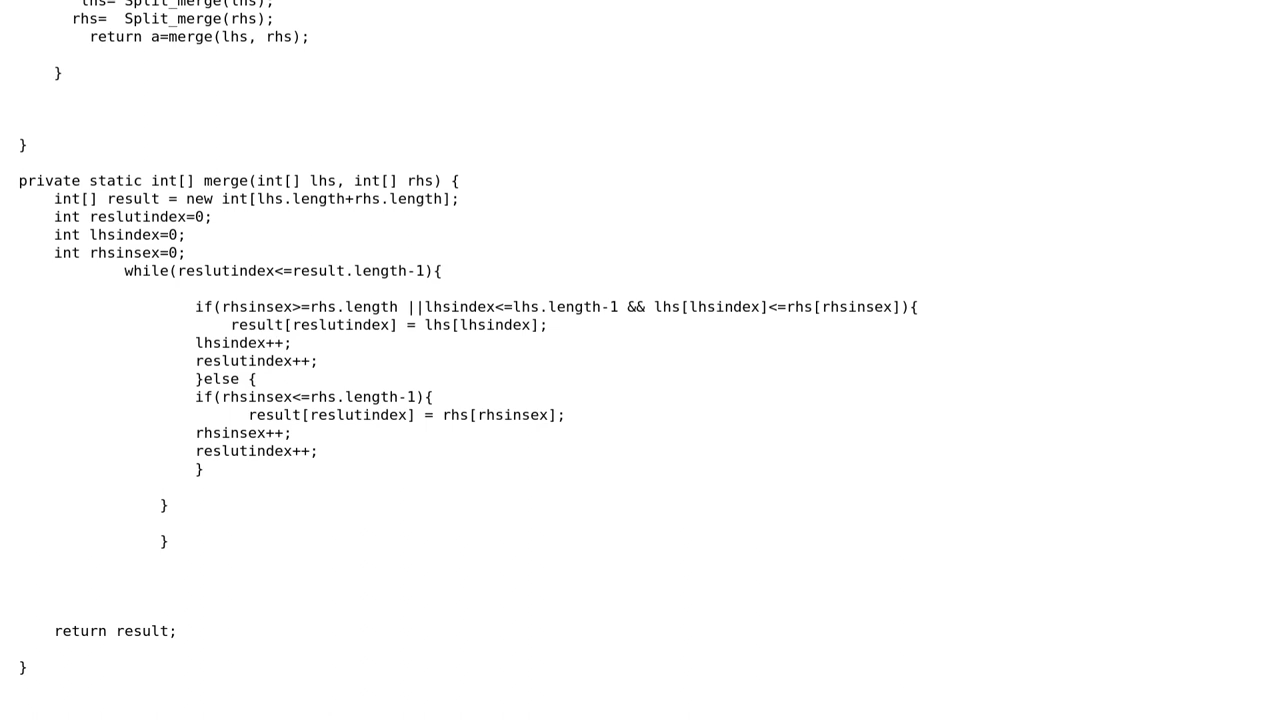 lhs= Split_merge(lhs);
rhs=  Split_merge(rhs);
return a=merge(lhs, rhs);
}
}
private static int[] merge(int[] lhs, int[] rhs) {
int[] result = new int[lhs.length+rhs.length];
int reslutindex=0;
int lhsindex=0;
int rhsinsex=0;
while(reslutindex<=result.length-1){
if(rhsinsex>=rhs.length ||lhsindex<=lhs.length-1 && lhs[lhsindex]<=rhs[rhsinsex]){
result[reslutindex] = lhs[lhsindex];
lhsindex++;
reslutindex++;
}else {
if(rhsinsex<=rhs.length-1){
result[reslutindex] = rhs[rhsinsex];
rhsinsex++;
reslutindex++;
}
}
}
return result;
}